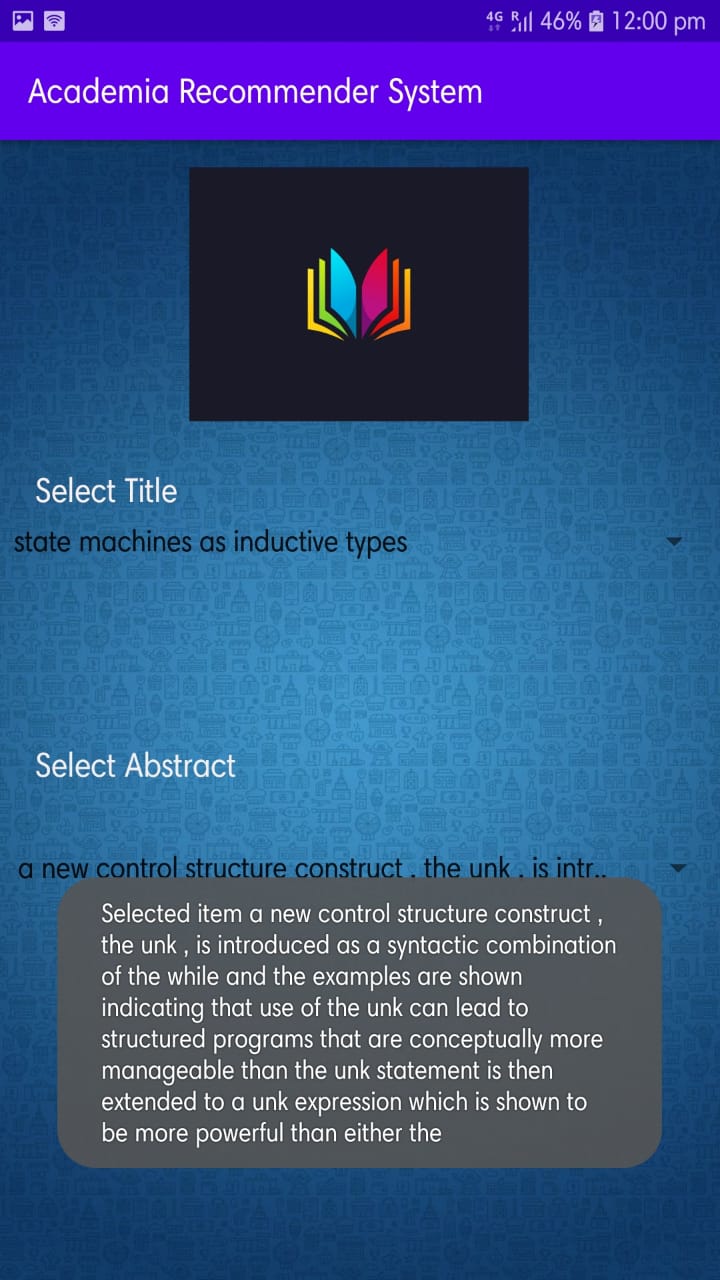 4G R 46% 12:00 pm
Academia Recommender System
Select Title
state machines as inductive types
Select Abstract
a new control structure construct , the unk , is intr..
Selected item a new control structure construct ,
the unk , is introduced as a syntactic combination
of the while and the examples are shown
indicating that use of the unk can lead to
structured programs that are conceptually more
manageable than the unk statement is then
extended to a unk expression which is shown to
be more powerful than either the